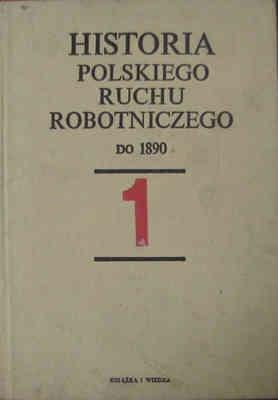 HISTORIA
POLSKIEGO
RUCHU
ROBOTNICZEGO
DO 1890
1
KSIĄŻKA I WIEDZA